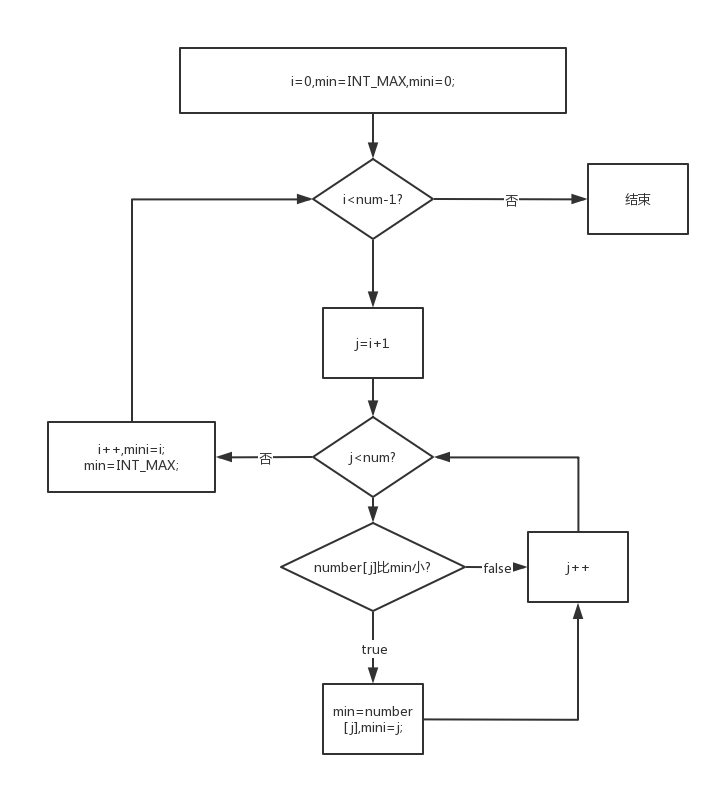 i=0,min=INT_MAX,mini=0;
i<num-1?
否
结束
j=i+1
i++,mini=i;
min=INT_MAX;
否
j<num?
number[j]比min小?
false
j++
true
min=number
[j],mini=j;